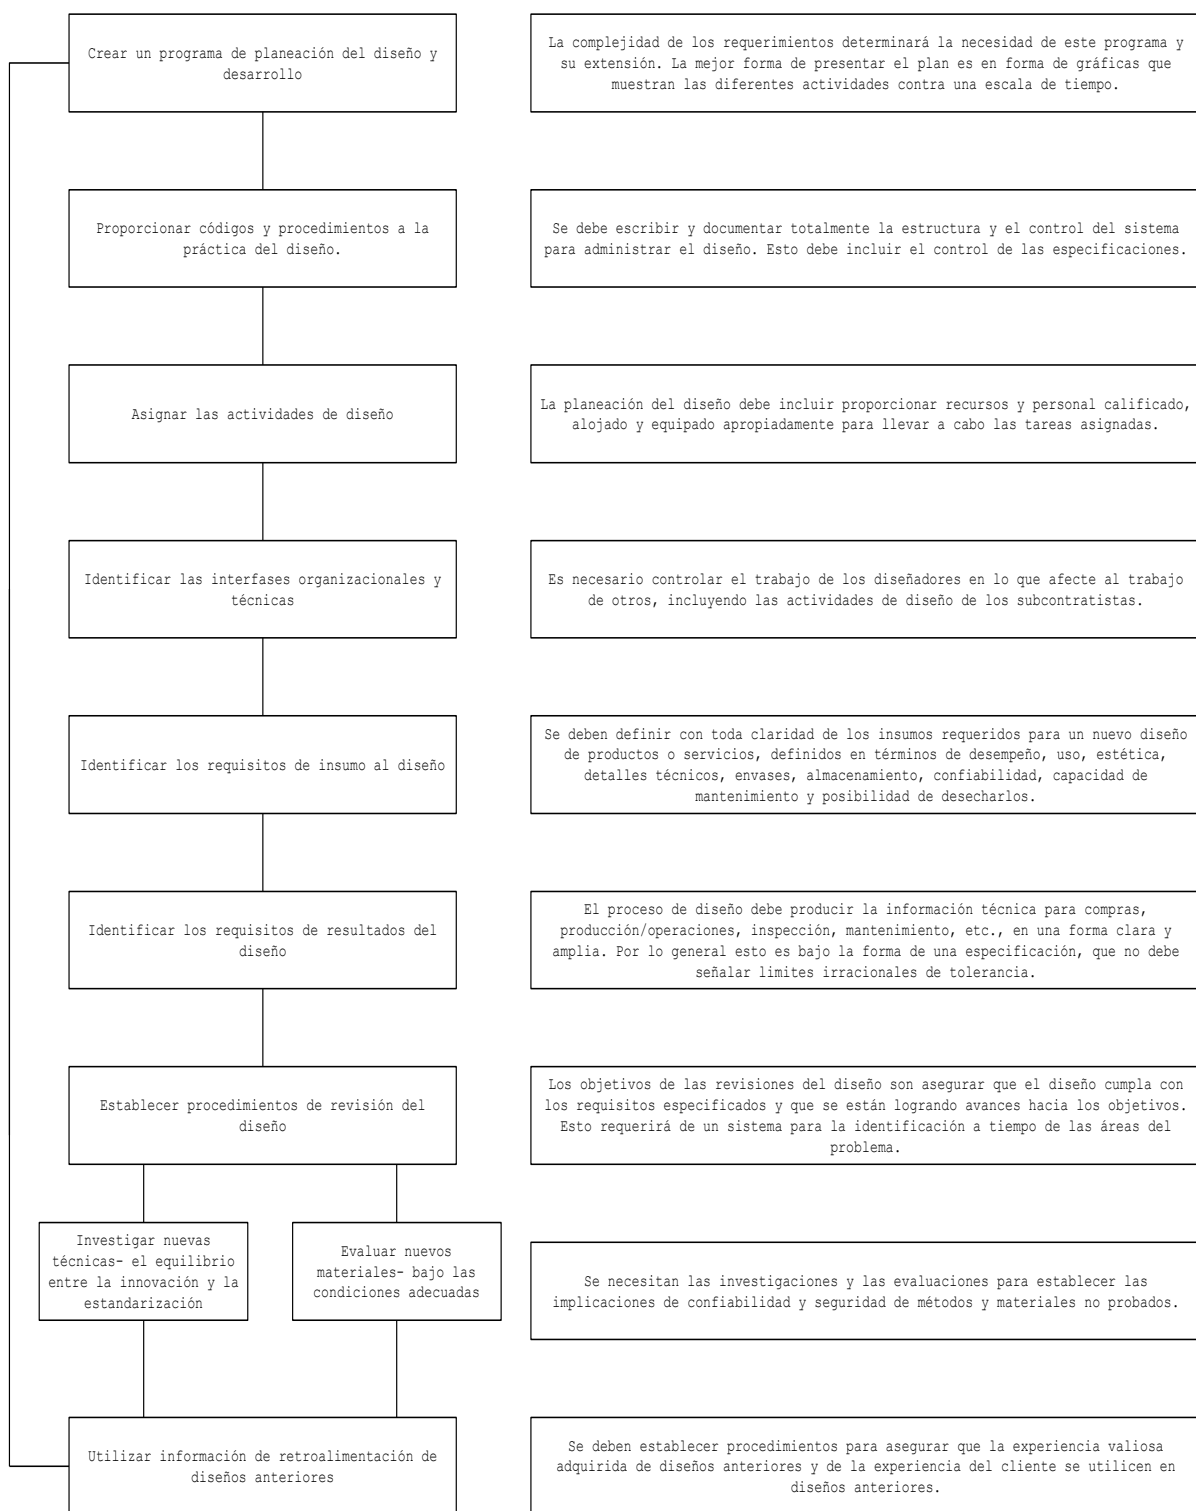 Crear un programa de planeación del diseño y
desarrollo
La complejidad de los requerimientos determinará la necesidad de este programa y
su extensión. La mejor forma de presentar el plan es en forma de gráficas que
muestran las diferentes actividades contra una escala de tiempo.
Proporcionar códigos y procedimientos a la
práctica del diseño.
Se debe escribir y documentar totalmente la estructura y el control del sistema
para administrar el diseño. Esto debe incluir el control de las especificaciones.
Asignar las actividades de diseño
La planeación del diseño debe incluir proporcionar recursos y personal calificado,
alojado y equipado apropiadamente para llevar a cabo las tareas asignadas.
Identificar las interfases organizacionales y
técnicas
Es necesario controlar el trabajo de los diseñadores en lo que afecte al trabajo
de otros, incluyendo las actividades de diseño de los subcontratistas.
Identificar los requisitos de insumo al diseño
Se deben definir con toda claridad de los insumos requeridos para un nuevo diseño
de productos o servicios, definidos en términos de desempeño, uso, estética,
detalles técnicos, envases, almacenamiento, confiabilidad, capacidad de
mantenimiento y posibilidad de desecharlos.
Identificar los requisitos de resultados del
diseño
El proceso de diseño debe producir la información técnica para compras,
producción/operaciones, inspección, mantenimiento, etc., en una forma clara y
amplia. Por lo general esto es bajo la forma de una especificación, que no debe
señalar limites irracionales de tolerancia.
Establecer procedimientos de revisión del
diseño
Los objetivos de las revisiones del diseño son asegurar que el diseño cumpla con
los requisitos especificados y que se están logrando avances hacia los objetivos.
Esto requerirá de un sistema para la identificación a tiempo de las áreas del
problema.
Investigar nuevas
técnicas- el equilibrio
entre la innovación y la
estandarización
Evaluar nuevos
materiales- bajo las
condiciones adecuadas
Se necesitan las investigaciones y las evaluaciones para establecer las
implicaciones de confiabilidad y seguridad de métodos y materiales no probados.
Utilizar información de retroalimentación de
diseños anteriores
Se deben establecer procedimientos para asegurar que la experiencia valiosa
adquirida de diseños anteriores y de la experiencia del cliente se utilicen en
diseños anteriores.